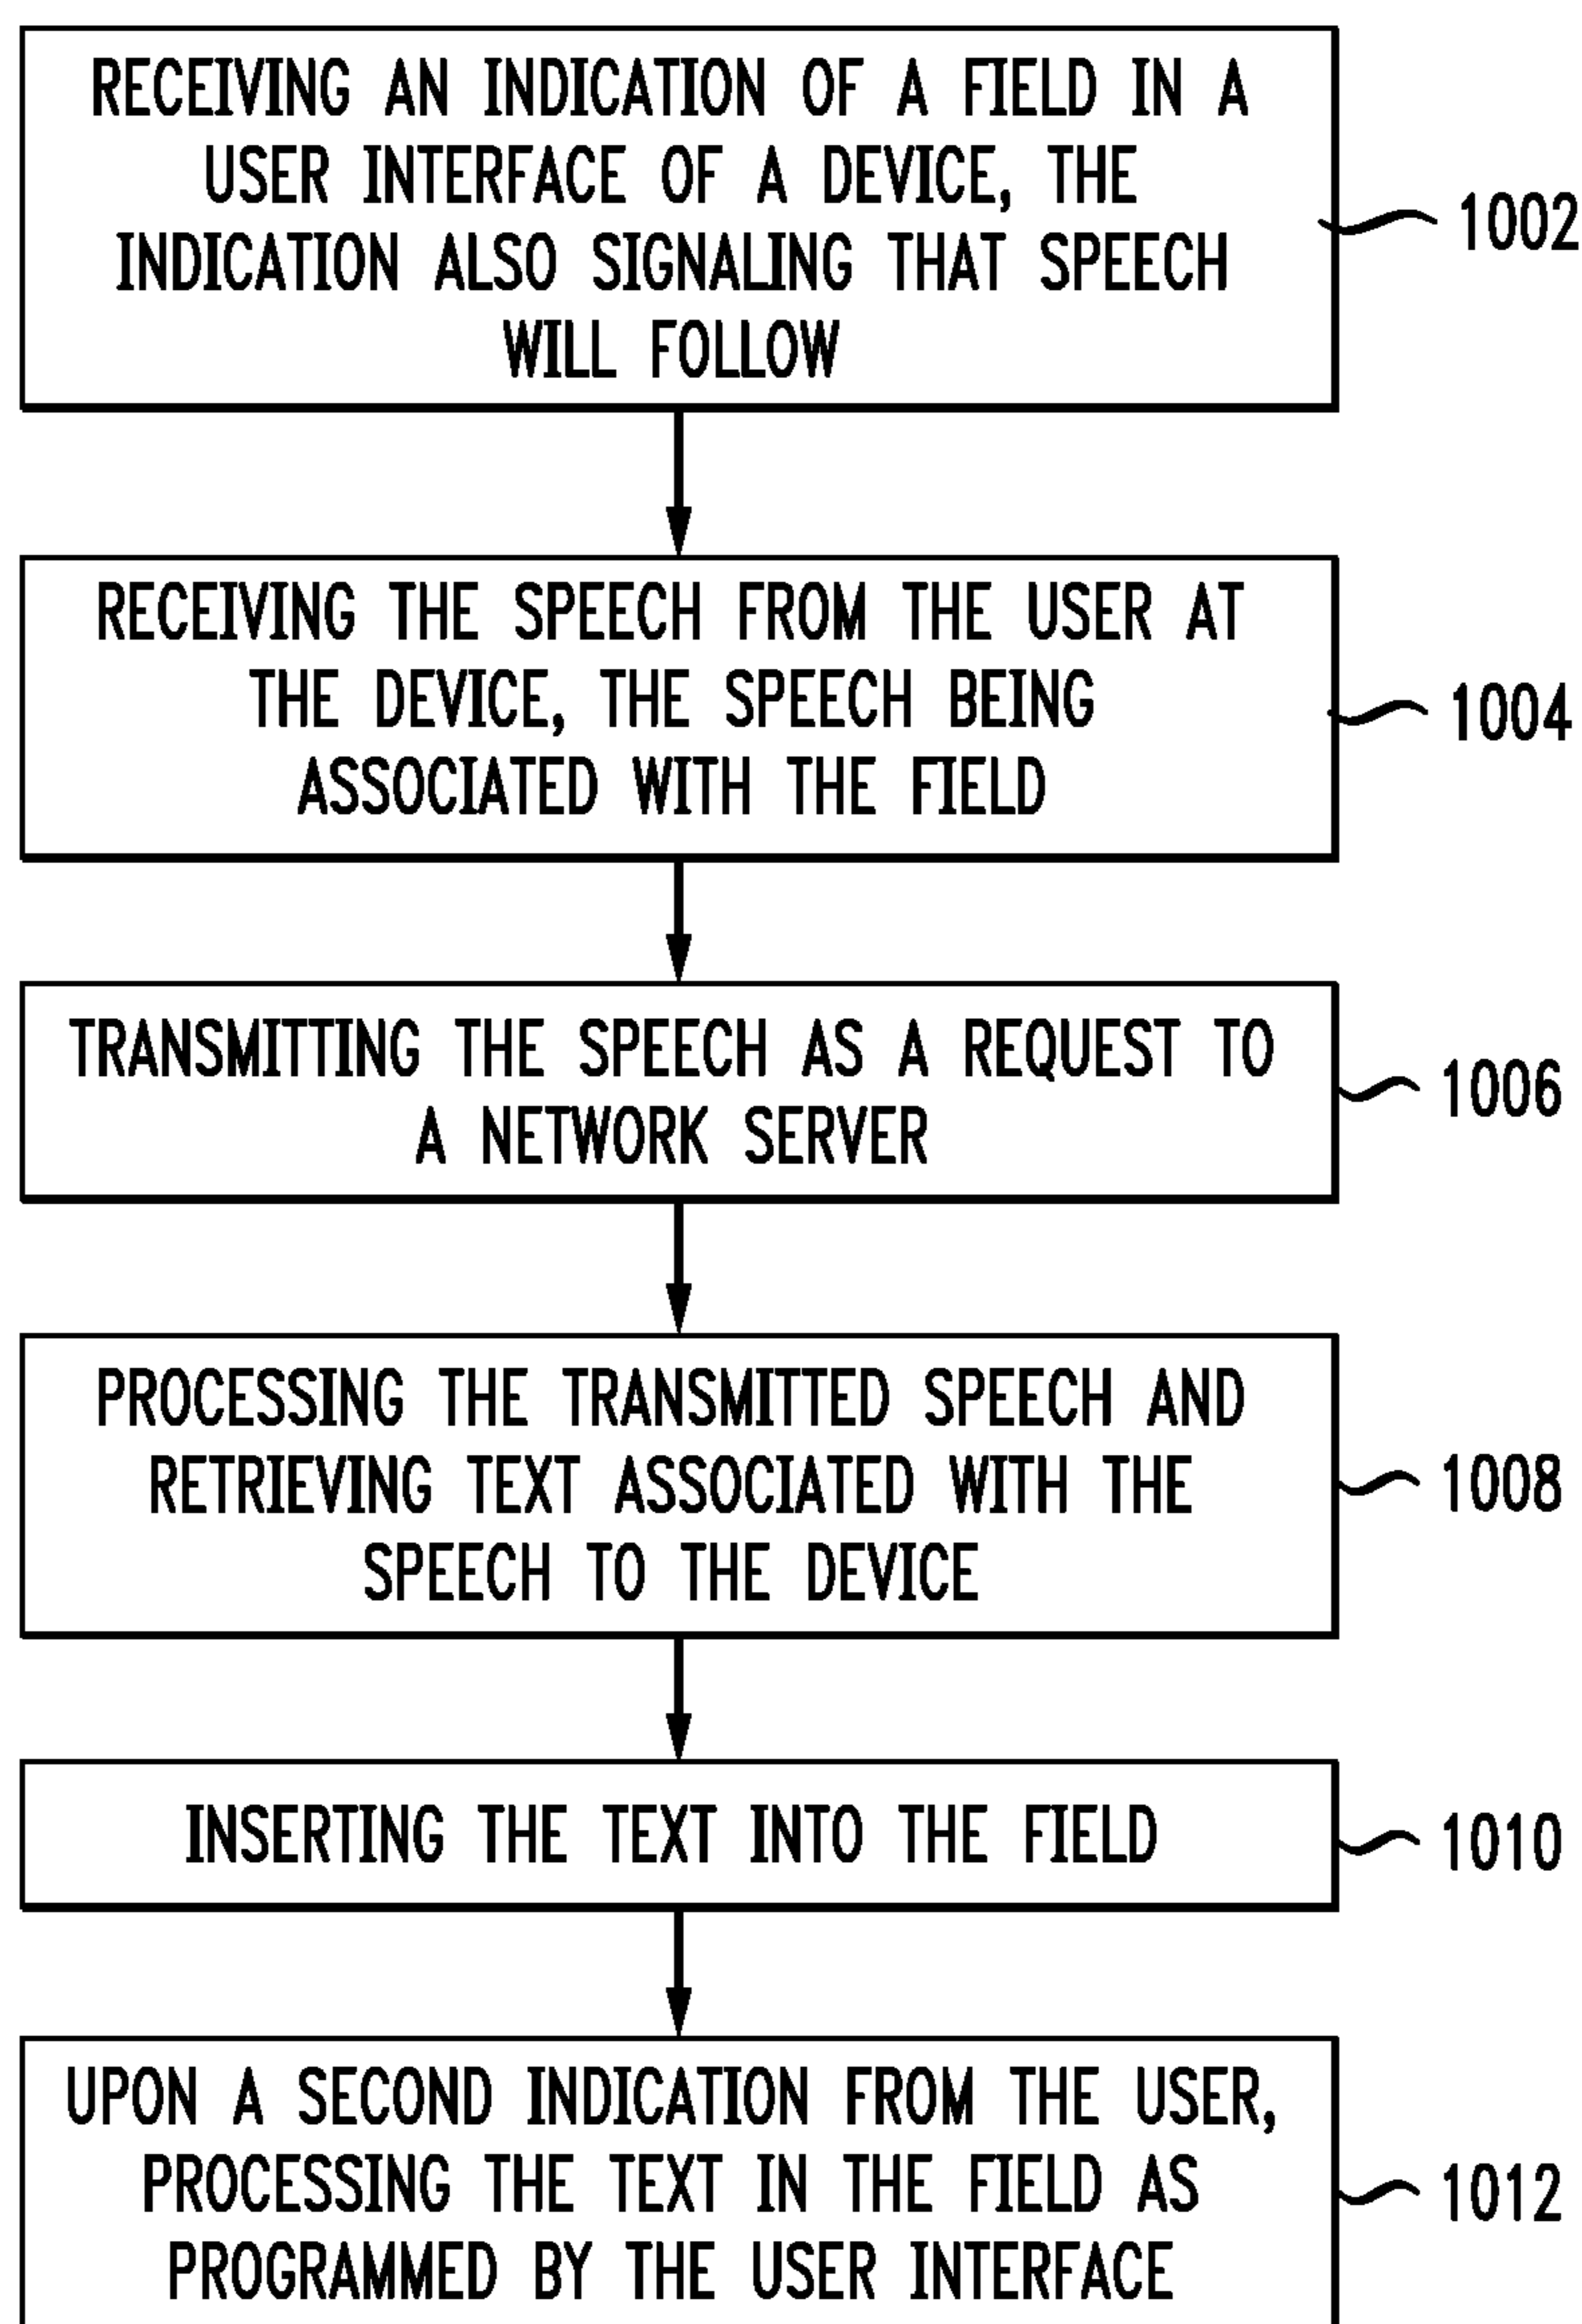 RECEIVING AN INDICATION OF A FIELD IN A
USER INTERFACE OF A DEVICE, THE
INDICATION ALSO SIGNALING THAT SPEECH
WILL FOLLOW
1002
RECEIVING THE SPEECH FROM THE USER AT
THE DEVICE, THE SPEECH BEING
ASSOCIATED WITH THE FIELD
1004
TRANSMITTING THE SPEECH AS A REQUEST TO
A NETWORK SERVER
1006
PROCESSING THE TRANSMITTED SPEECH AND
RETRIEVING TEXT ASSOCIATED WITH THE
SPEECH TO THE DEVICE
1008
INSERTING THE TEXT INTO THE FIELD
1010
UPON A SECOND INDICATION FROM THE USER,
PROCESSING THE TEXT IN THE FIELD AS
PROGRAMMED BY THE USER INTERFACE
1012